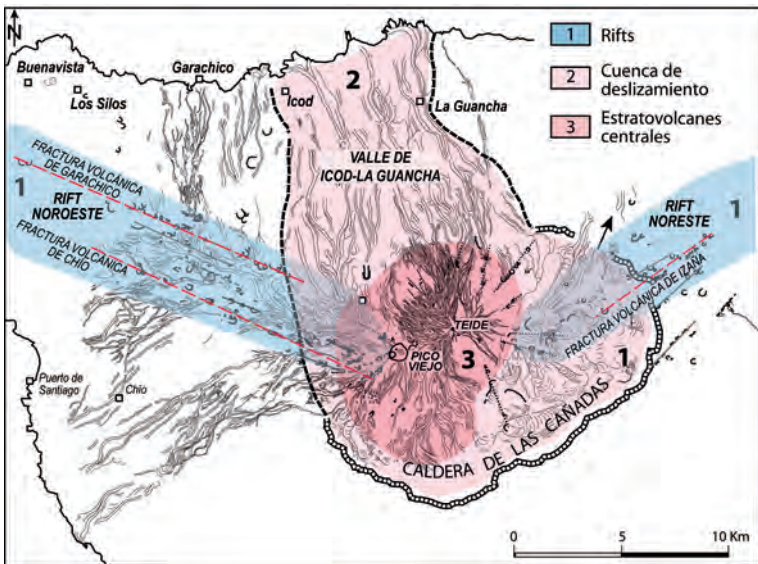 N
Buenavista
Los Silos
Garachico
Icod
2
La Guancha
1 Rifts
2 Cuenca de
deslizamiento
3 Estratovolcanes
centrales
VALLE DE
ICOD-LA GUANCHA
FRACTURA VOLCÁNICA
DE GARACHICO
1
RIFT
NOROESTE
FRACTURA VOLCÁNICA
DE CHÍO
RIFT
NORESTE
1
FRACTURA VOLCÁNICA DE IZAÑA
TEIDE
PICO
VIEJO
3
1
Puerto de
Santiago
Chío
CALDERA DE LAS CAÑADAS
0 5 10 Km